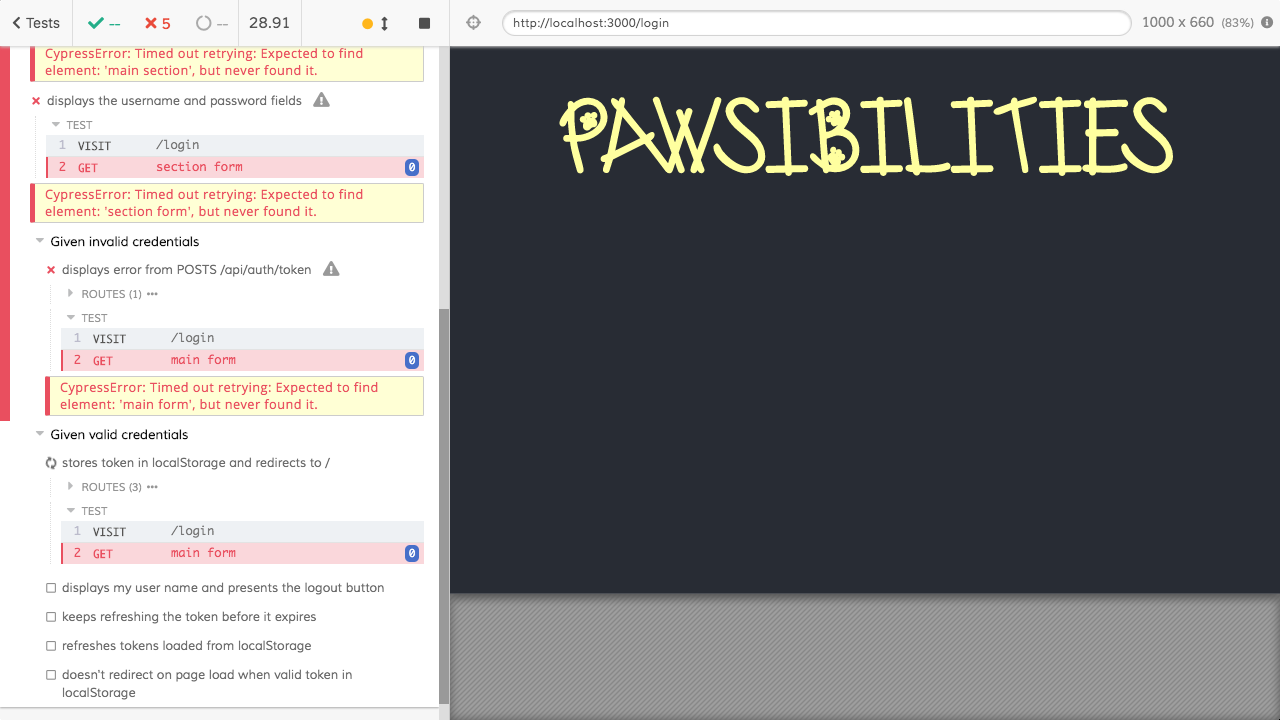 Tests
--
5
--
28.91
http://localhost:3000/login
1000 x 660 (83%)
CypressError: Timed out retrying: Expected to find
element: 'main section', but never found it.
displays the username and password fields
TEST
1 VISIT /login
2 GET section form 0
CypressError: Timed out retrying: Expected to find
element: 'section form', but never found it.
Given invalid credentials
displays error from POSTS /api/auth/token
ROUTES (1)
TEST
1 VISIT /login
2 GET main form 0
CypressError: Timed out retrying: Expected to find
element: 'main form', but never found it.
Given valid credentials
stores token in localStorage and redirects to /
ROUTES (3)
TEST
1 VISIT /login
2 GET main form 0
displays my user name and presents the logout button
keeps refreshing the token before it expires
refreshes tokens loaded from localStorage
doesn't redirect on page load when valid token in
localStorage
PAWSIBILITIES